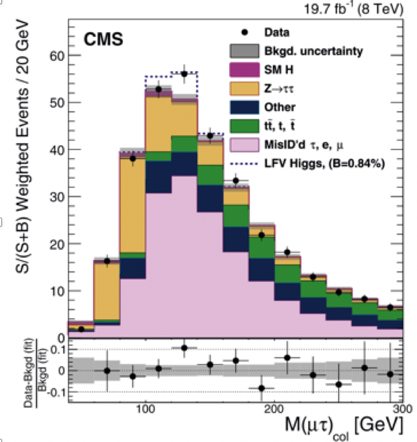 19.7 fb⁻¹ (8 TeV)
CMS
Data
Bkgd. uncertainty
SM H
Z→ττ
Other
tt̄, t, t̄
MisID'd τ, e, μ
LFV Higgs, (B=0.84%)
S/(S+B) Weighted Events / 20 GeV
60
50
40
30
20
10
0
Data-Bkgd (fit)
Bkgd (fit)
0.1
0
-0.1
100
200
300
M(μτ)col [GeV]